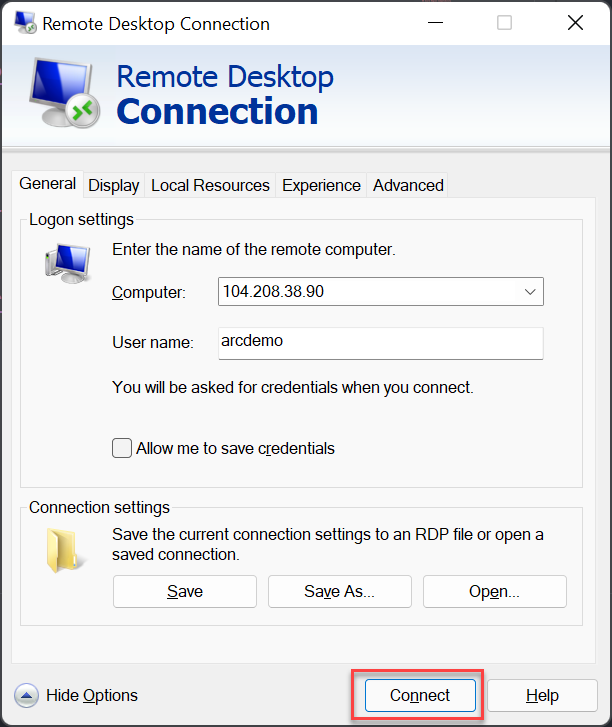 Remote Desktop Connection
Remote Desktop
Connection
General Display Local Resources Experience Advanced
Logon settings
Enter the name of the remote computer.
Computer: 104.208.38.90
User name: arcdemo
You will be asked for credentials when you connect.
Allow me to save credentials
Connection settings
Save the current connection settings to an RDP file or open a
saved connection.
Save Save As... Open...
Hide Options Connect Help